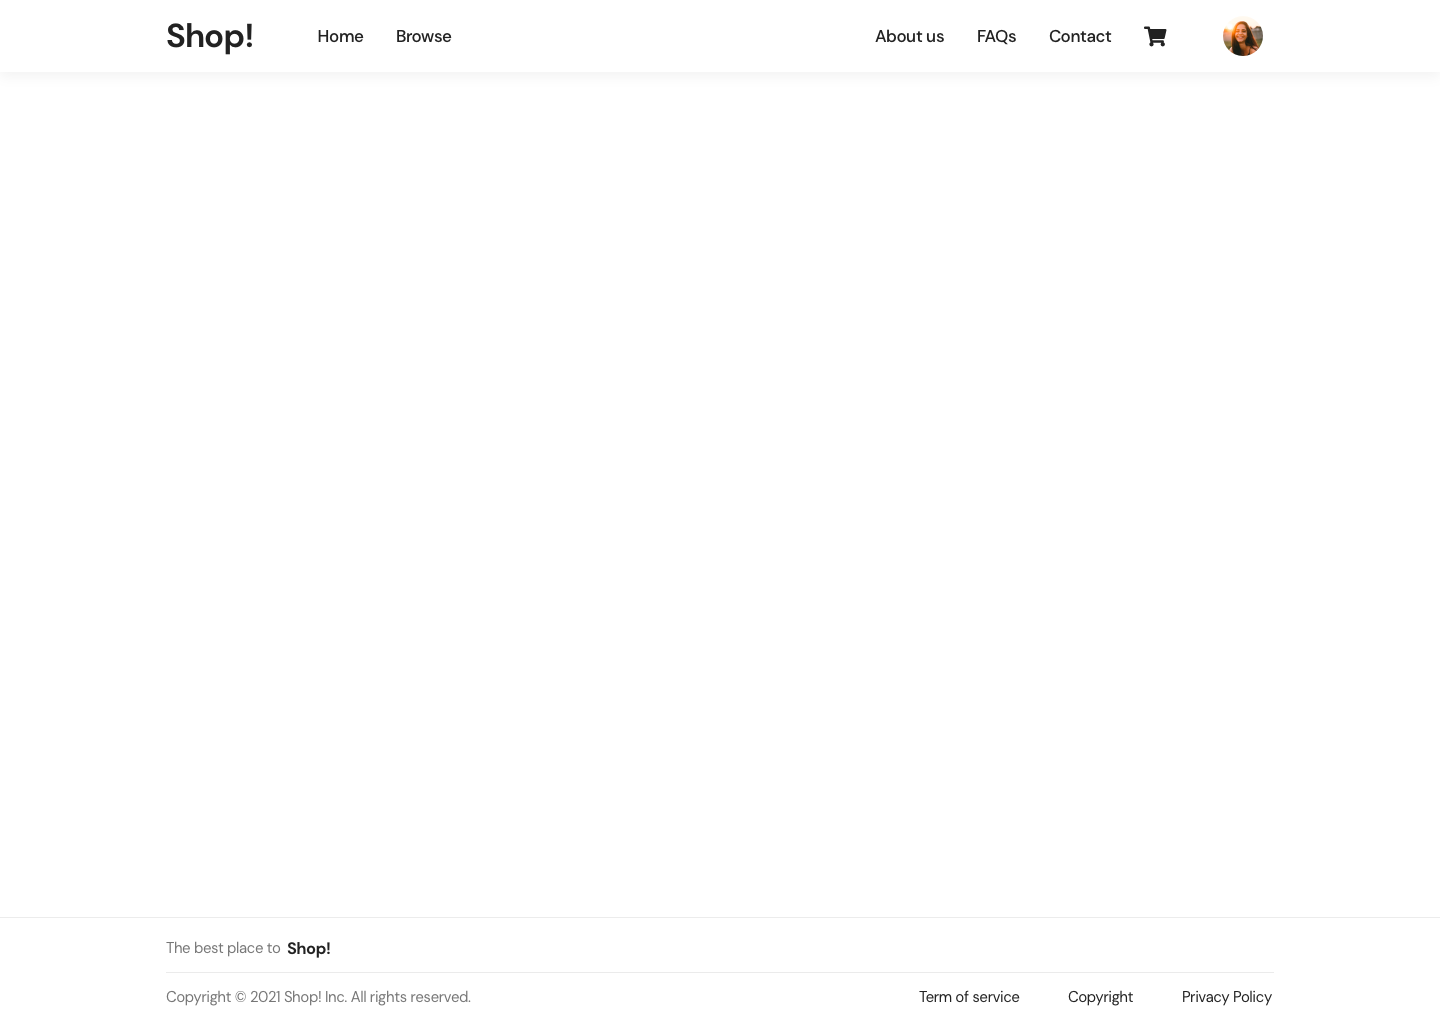 Shop! Home Browse About us FAQs Contact
The best place to Shop!
Copyright © 2021 Shop! Inc. All rights reserved. Term of service Copyright Privacy Policy